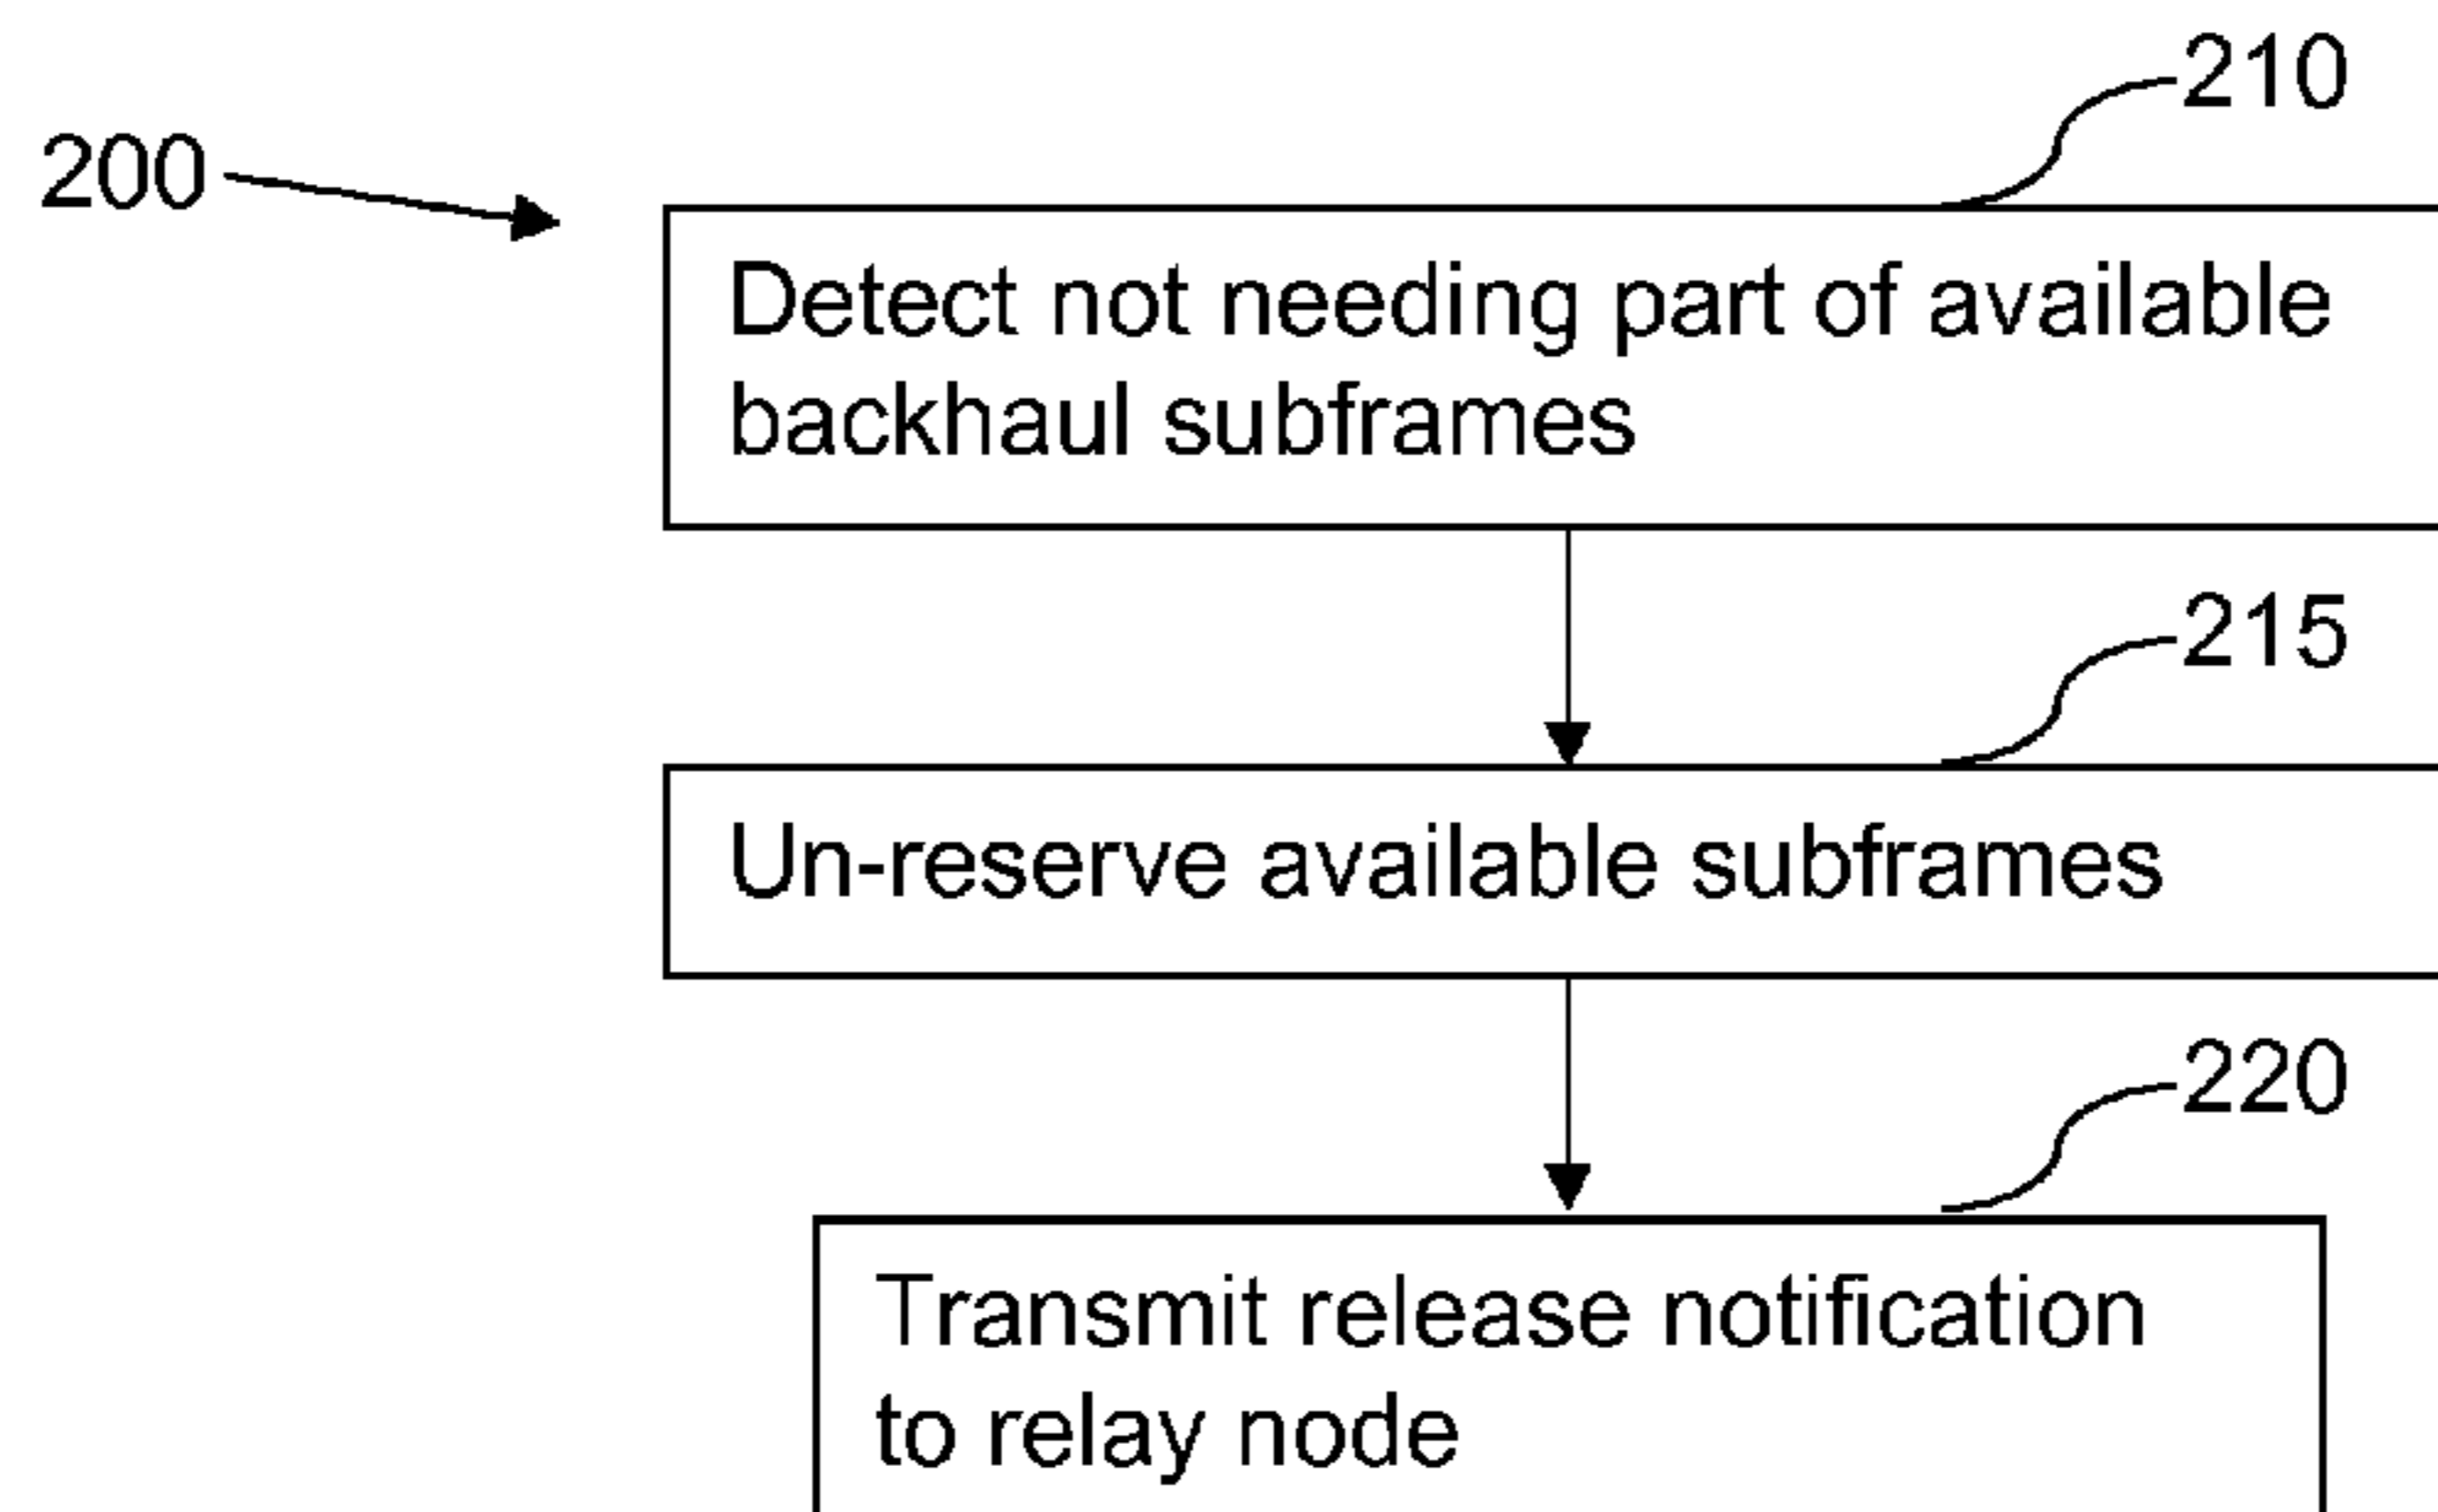 210
200
Detect not needing part of available
backhaul subframes
215
Un-reserve available subframes
220
Transmit release notification
to relay node